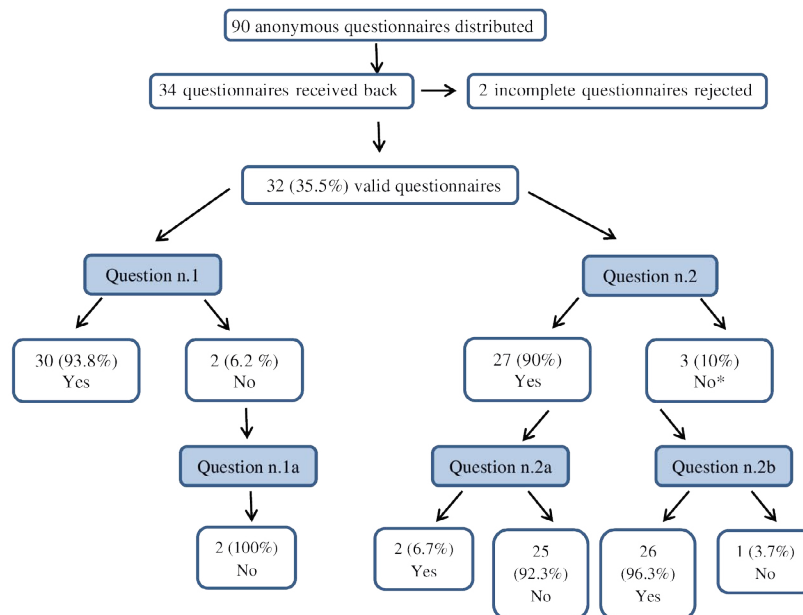 90 anonymous questionnaires distributed
34 questionnaires received back
2 incomplete questionnaires rejected
32 (35.5%) valid questionnaires
Question n.1
Question n.2
30 (93.8%)
Yes
2 (6.2 %)
No
27 (90%)
Yes
3 (10%)
No*
Question n.1a
Question n.2a
Question n.2b
2 (100%)
No
2 (6.7%)
Yes
25
(92.3%)
No
26
(96.3%)
Yes
1 (3.7%)
No